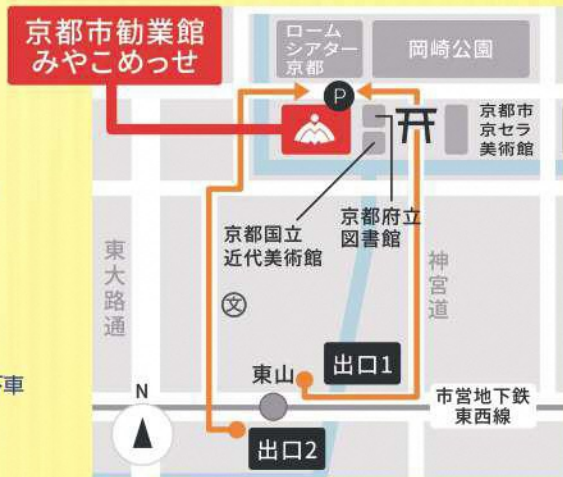 京都市勧業館
みやこめっせ
ローム
シアター
京都
岡崎公園
P
京都市
京セラ
美術館
京都国立
近代美術館
京都府立
図書館
東大路通
神宮道
文
下車
東山
出口1
出口2
市営地下鉄
東西線
N